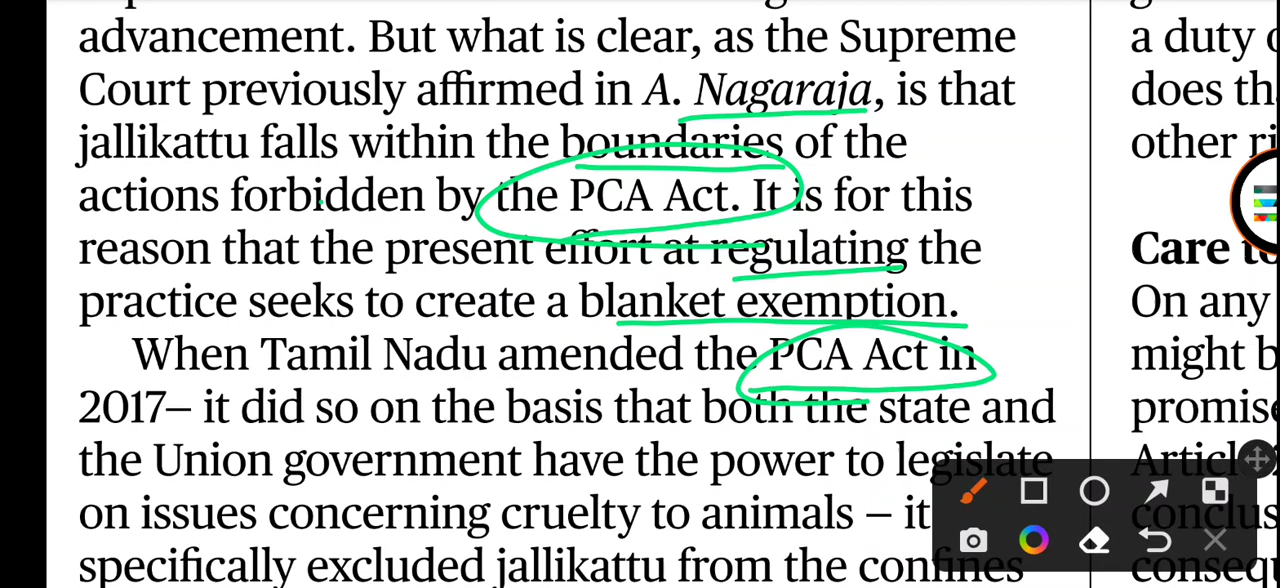 advancement. But what is clear, as the Supreme
Court previously affirmed in A. Nagaraja, is that
jallikattu falls within the boundaries of the
actions forbidden by the PCA Act. It is for this
reason that the present effort at regulating the
practice seeks to create a blanket exemption.
When Tamil Nadu amended the PCA Act in
2017– it did so on the basis that both the state and
the Union government have the power to legislate
on issues concerning cruelty to animals – it
specifically excluded jallikattu from the confines
a duty
does
other
Care
On any
might